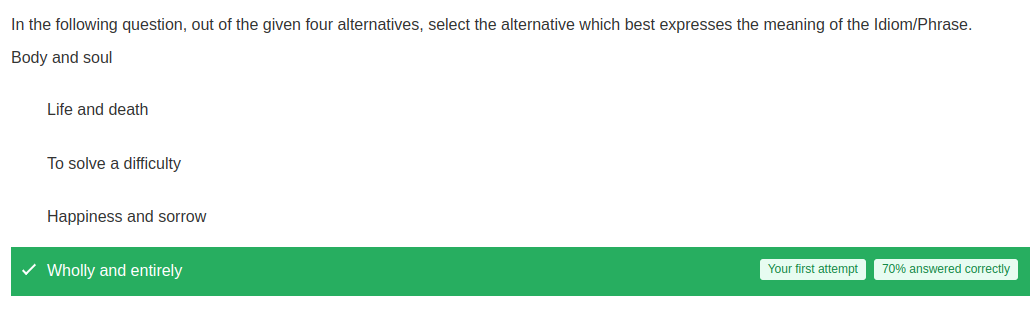 In the following question, out of the given four alternatives, select the alternative which best expresses the meaning of the Idiom/Phrase.
Body and soul
Life and death
To solve a difficulty
Happiness and sorrow
Wholly and entirely Your first attempt 70% answered correctly